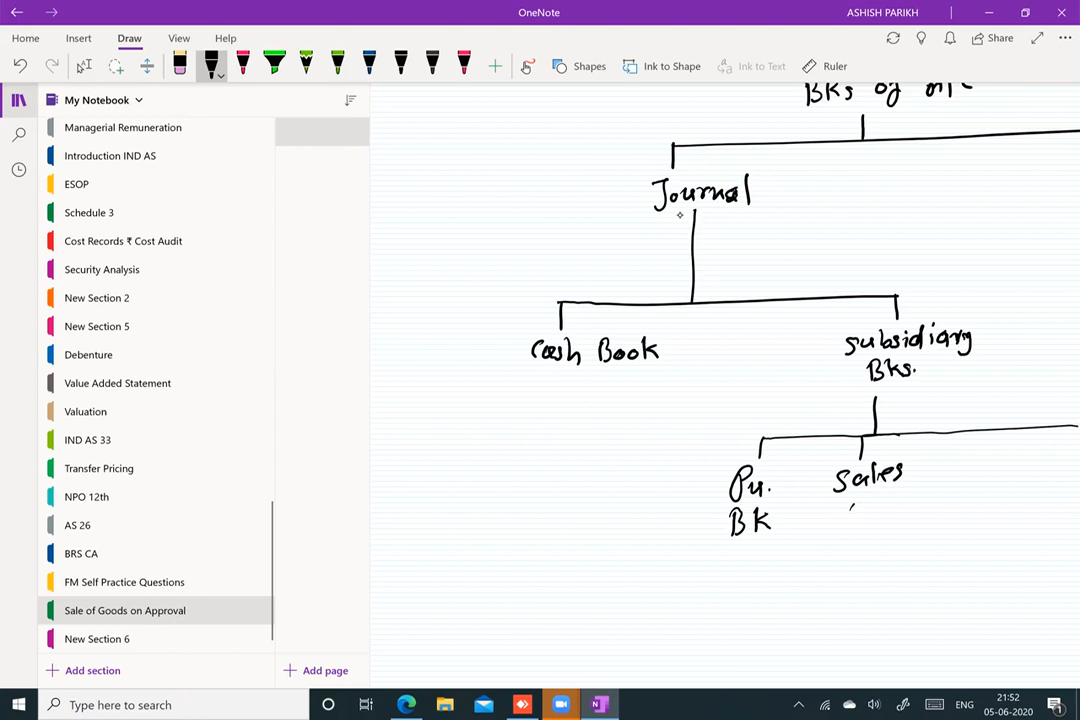 OneNote
ASHISH PARIKH
Home Insert Draw View Help
Share
Shapes Ink to Shape Ink to Text Ruler
My Notebook
Managerial Remuneration
Introduction IND AS
ESOP
Schedule 3
Cost Records ₹ Cost Audit
Security Analysis
New Section 2
New Section 5
Debenture
Value Added Statement
Valuation
IND AS 33
Transfer Pricing
NPO 12th
AS 26
BRS CA
FM Self Practice Questions
Sale of Goods on Approval
New Section 6
Add section
Add page
BKs of
Journal
Cash Book
Subsidiary
Bks.
Pu.
BK
Sales
Type here to search
ENG
21:52
05-06-2020
1